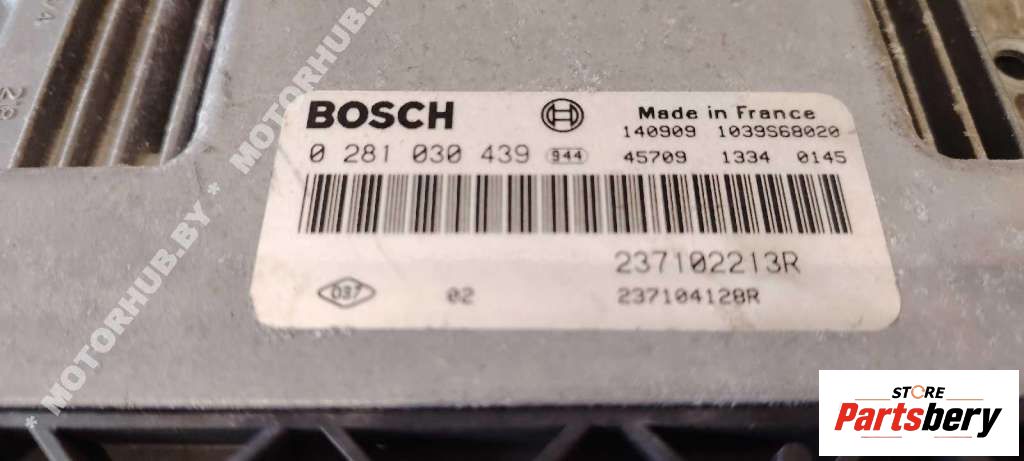 BOSCH
Made in France
140909 1039S68020
0 281 030 439 944 45709 1334 0145
237102213R
D37 02 237104128R
* MOTORHUB.BY * MOTORHUB
STORE
Partsbery